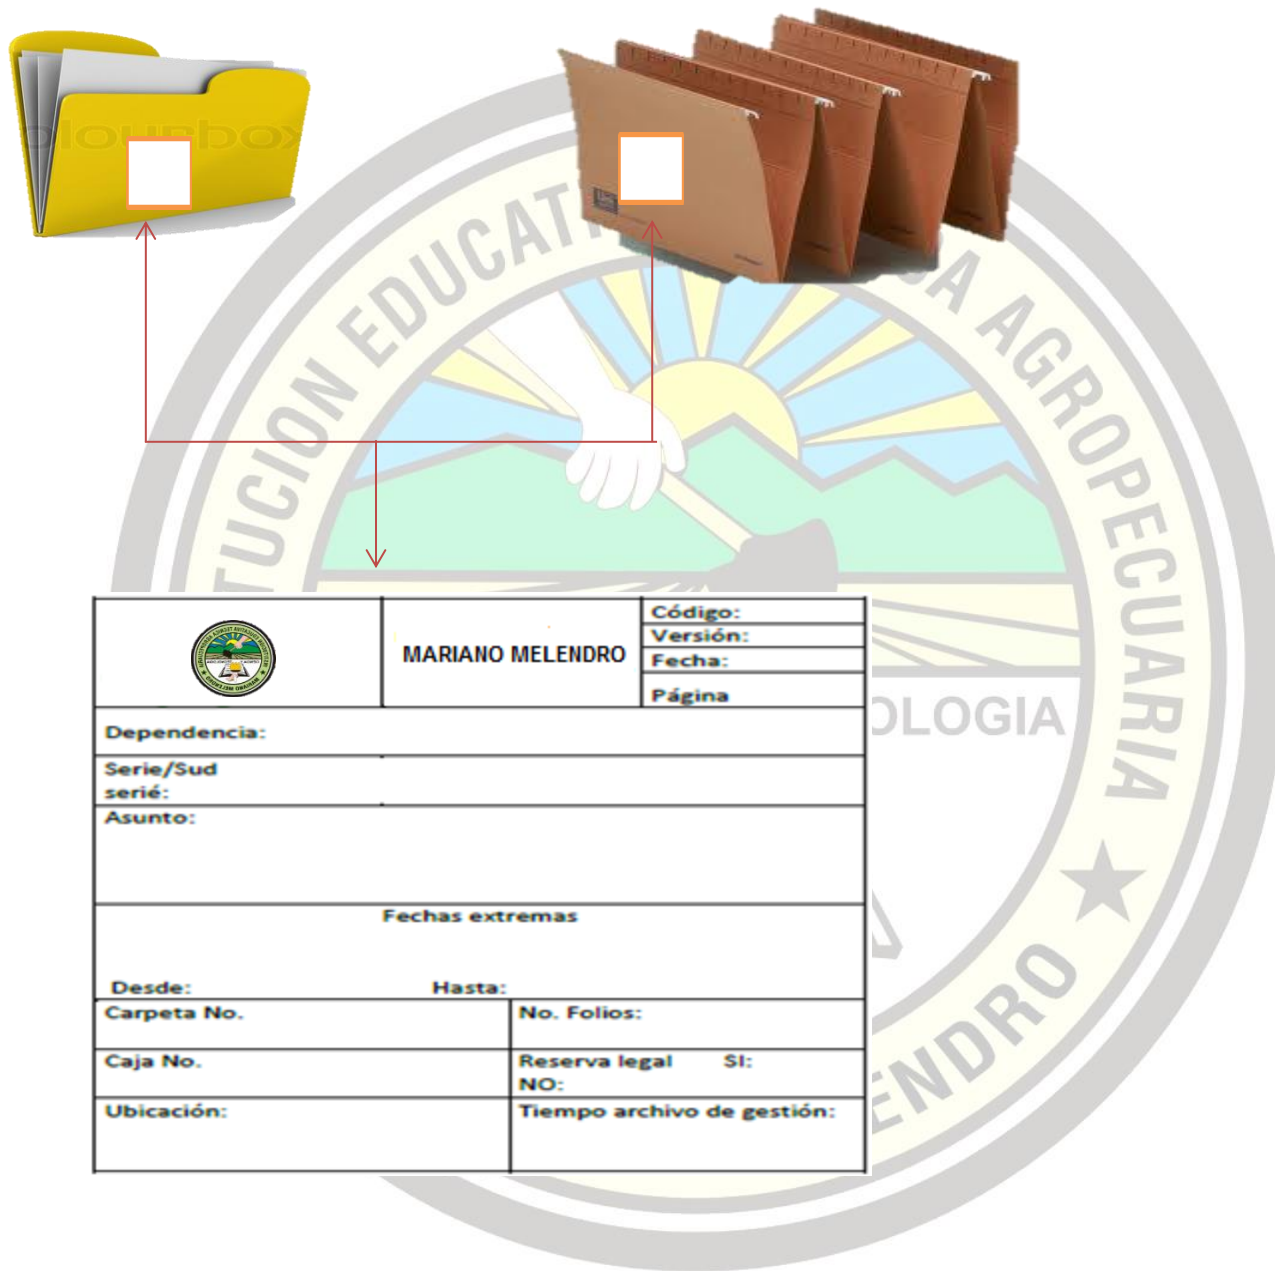 olourbox
INSTITUCION EDUCATI
A AGROPECUARIA
MARIANO MELENDRO
Código:
Versión:
Fecha:
Página
OLOGIA
Dependencia:
Serie/Sud
serié:
Asunto:
Fechas extremas
Desde: Hasta:
Carpeta No. No. Folios:
Caja No. Reserva legal SI:
NO:
Ubicación: Tiempo archivo de gestión:
ENDRO